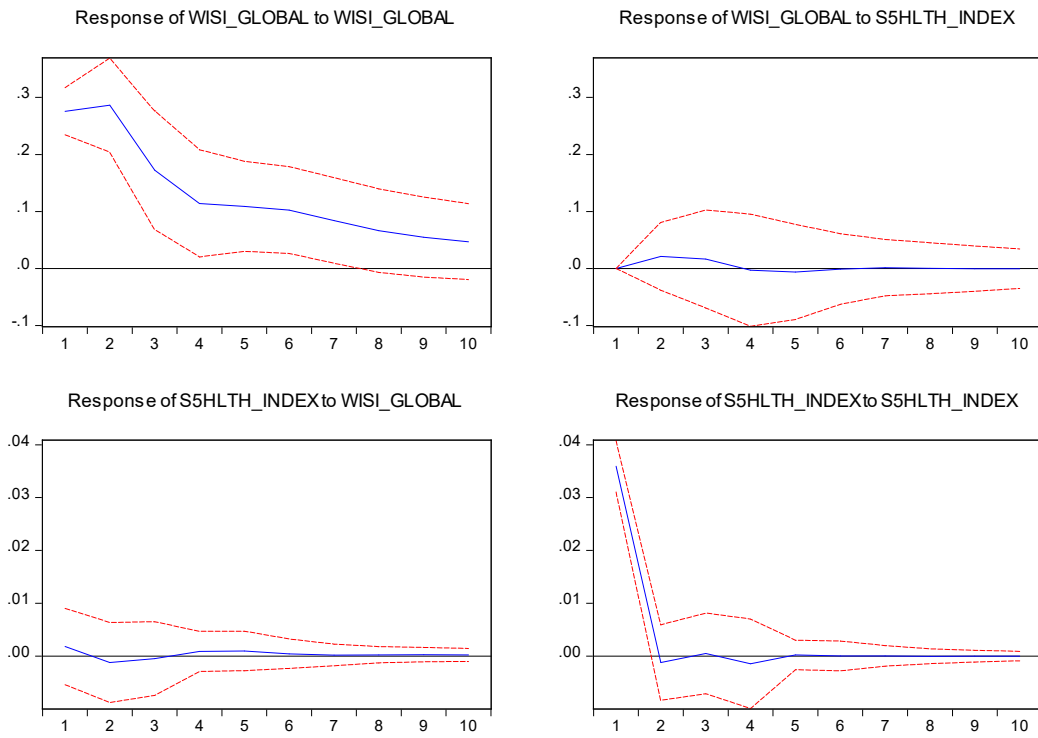 Response of WISI_GLOBAL to WISI_GLOBAL
.3
.2
.1
.0
-.1
1 2 3 4 5 6 7 8 9 10
Response of WISI_GLOBAL to S5HLTH_INDEX
.3
.2
.1
.0
-.1
1 2 3 4 5 6 7 8 9 10
Response of S5HLTH_INDEX to WISI_GLOBAL
.04
.03
.02
.01
.00
1 2 3 4 5 6 7 8 9 10
Response of S5HLTH_INDEX to S5HLTH_INDEX
.04
.03
.02
.01
.00
1 2 3 4 5 6 7 8 9 10